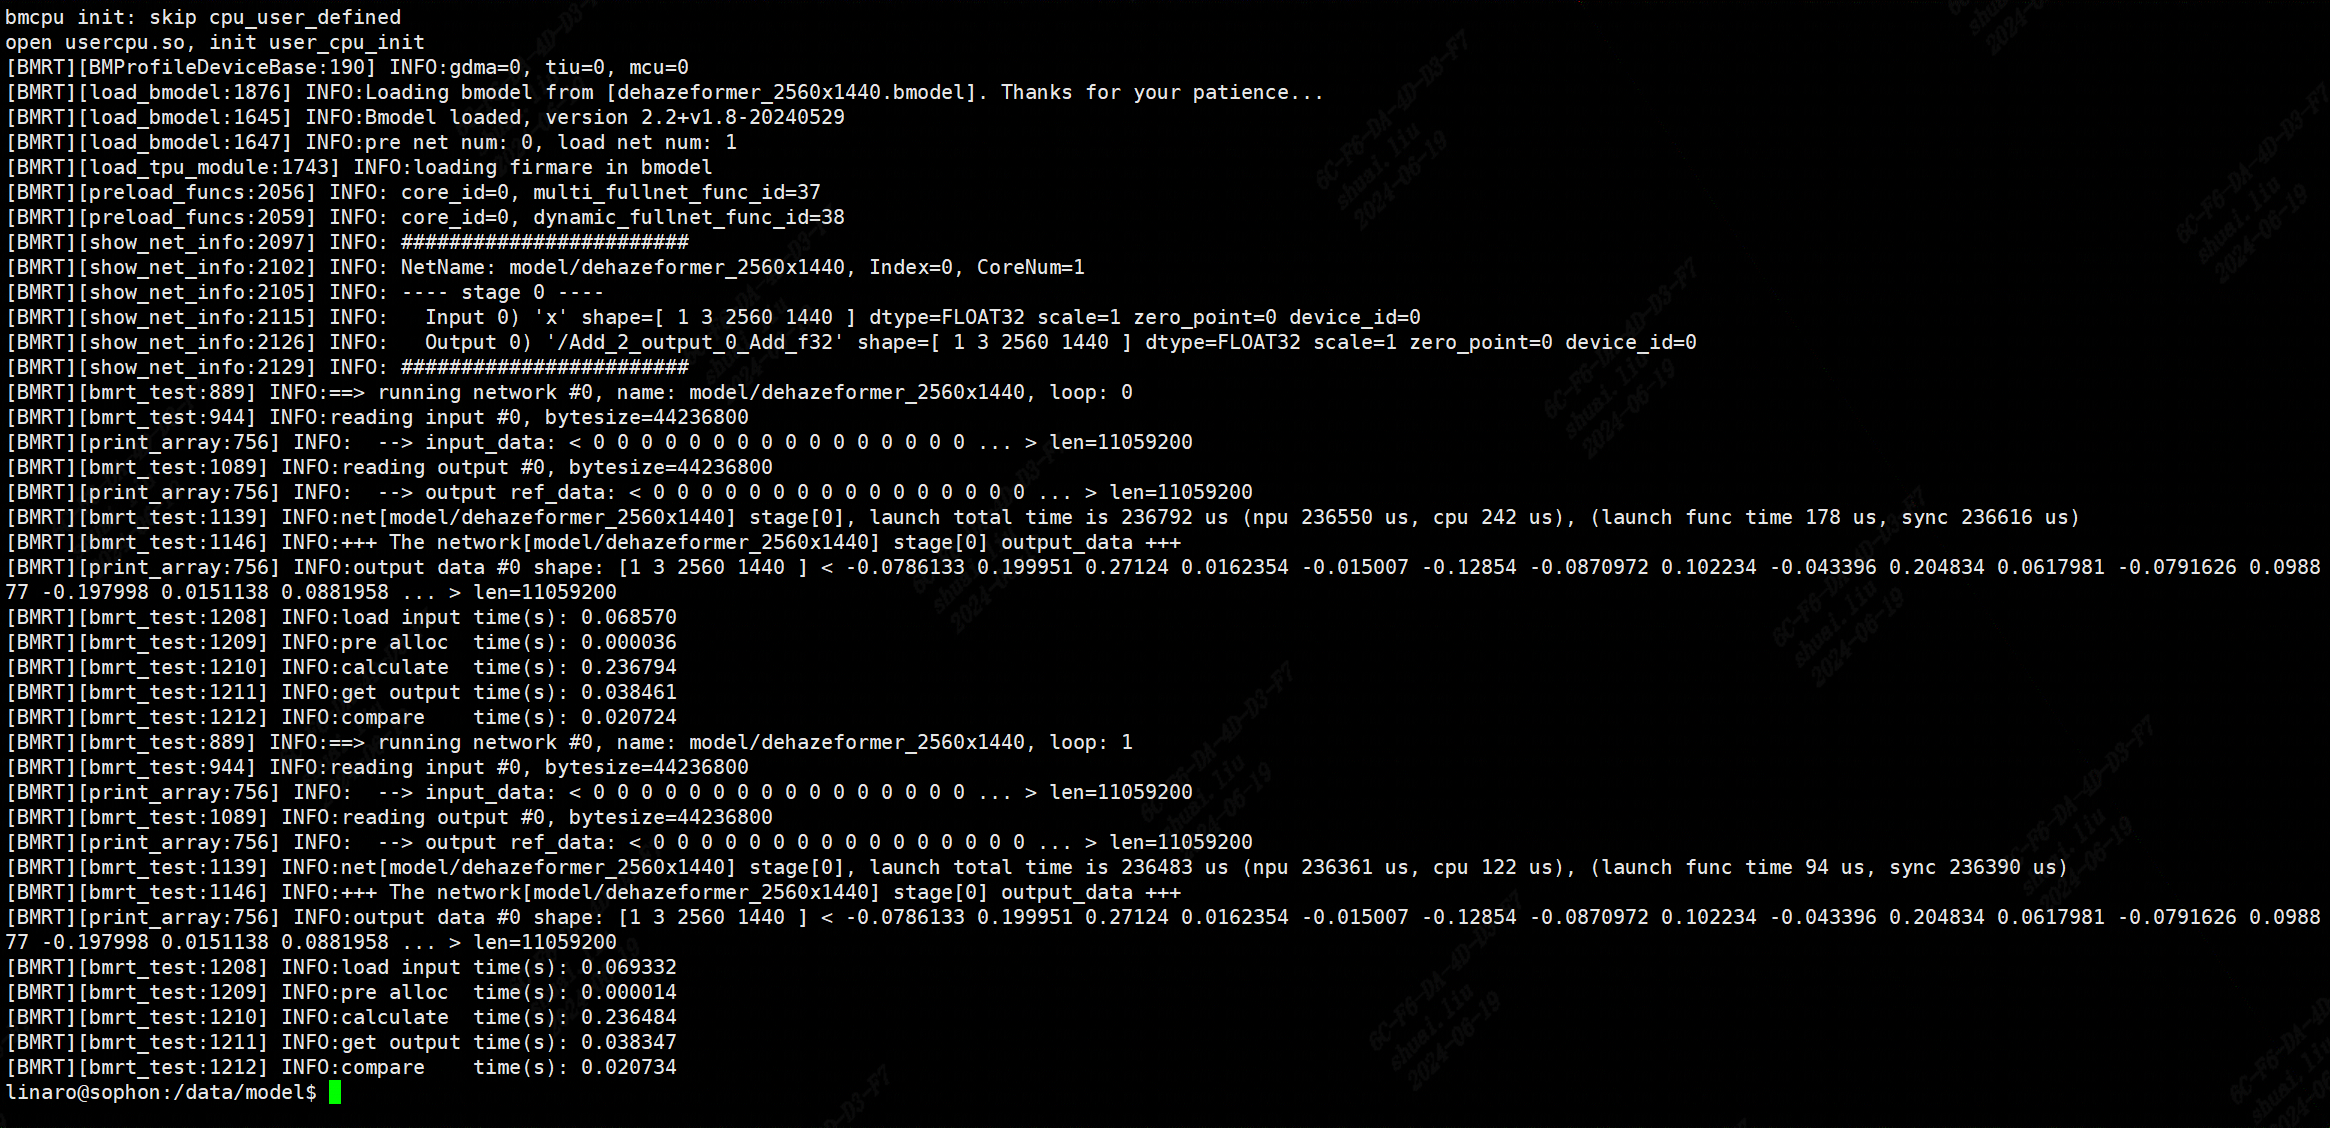 bmcpu init: skip cpu_user_defined
open usercpu.so, init user_cpu_init
[BMRT][BMProfileDeviceBase:190] INFO:gdma=0, tiu=0, mcu=0
[BMRT][load_bmodel:1876] INFO:Loading bmodel from [dehazeformer_2560x1440.bmodel]. Thanks for your patience...
[BMRT][load_bmodel:1645] INFO:Bmodel loaded, version 2.2+v1.8-20240529
[BMRT][load_bmodel:1647] INFO:pre net num: 0, load net num: 1
[BMRT][load_tpu_module:1743] INFO:loading firmare in bmodel
[BMRT][preload_funcs:2056] INFO: core_id=0, multi_fullnet_func_id=37
[BMRT][preload_funcs:2059] INFO: core_id=0, dynamic_fullnet_func_id=38
[BMRT][show_net_info:2097] INFO: ########################
[BMRT][show_net_info:2102] INFO: NetName: model/dehazeformer_2560x1440, Index=0, CoreNum=1
[BMRT][show_net_info:2105] INFO: ---- stage 0 ----
[BMRT][show_net_info:2115] INFO:   Input 0) 'x' shape=[ 1 3 2560 1440 ] dtype=FLOAT32 scale=1 zero_point=0 device_id=0
[BMRT][show_net_info:2126] INFO:   Output 0) '/Add_2_output_0_Add_f32' shape=[ 1 3 2560 1440 ] dtype=FLOAT32 scale=1 zero_point=0 device_id=0
[BMRT][show_net_info:2129] INFO: ########################
[BMRT][bmrt_test:889] INFO:==> running network #0, name: model/dehazeformer_2560x1440, loop: 0
[BMRT][bmrt_test:944] INFO:reading input #0, bytesize=44236800
[BMRT][print_array:756] INFO:  --> input_data: < 0 0 0 0 0 0 0 0 0 0 0 0 0 0 0 0 ... > len=11059200
[BMRT][bmrt_test:1089] INFO:reading output #0, bytesize=44236800
[BMRT][print_array:756] INFO:  --> output ref_data: < 0 0 0 0 0 0 0 0 0 0 0 0 0 0 0 0 ... > len=11059200
[BMRT][bmrt_test:1139] INFO:net[model/dehazeformer_2560x1440] stage[0], launch total time is 236792 us (npu 236550 us, cpu 242 us), (launch func time 178 us, sync 236616 us)
[BMRT][bmrt_test:1146] INFO:+++ The network[model/dehazeformer_2560x1440] stage[0] output_data +++
[BMRT][print_array:756] INFO:output data #0 shape: [1 3 2560 1440 ] < -0.0786133 0.199951 0.27124 0.0162354 -0.015007 -0.12854 -0.0870972 0.102234 -0.043396 0.204834 0.0617981 -0.0791626 0.0988
77 -0.197998 0.0151138 0.0881958 ... > len=11059200
[BMRT][bmrt_test:1208] INFO:load input time(s): 0.068570
[BMRT][bmrt_test:1209] INFO:pre alloc  time(s): 0.000036
[BMRT][bmrt_test:1210] INFO:calculate  time(s): 0.236794
[BMRT][bmrt_test:1211] INFO:get output time(s): 0.038461
[BMRT][bmrt_test:1212] INFO:compare    time(s): 0.020724
[BMRT][bmrt_test:889] INFO:==> running network #0, name: model/dehazeformer_2560x1440, loop: 1
[BMRT][bmrt_test:944] INFO:reading input #0, bytesize=44236800
[BMRT][print_array:756] INFO:  --> input_data: < 0 0 0 0 0 0 0 0 0 0 0 0 0 0 0 0 ... > len=11059200
[BMRT][bmrt_test:1089] INFO:reading output #0, bytesize=44236800
[BMRT][print_array:756] INFO:  --> output ref_data: < 0 0 0 0 0 0 0 0 0 0 0 0 0 0 0 0 ... > len=11059200
[BMRT][bmrt_test:1139] INFO:net[model/dehazeformer_2560x1440] stage[0], launch total time is 236483 us (npu 236361 us, cpu 122 us), (launch func time 94 us, sync 236390 us)
[BMRT][bmrt_test:1146] INFO:+++ The network[model/dehazeformer_2560x1440] stage[0] output_data +++
[BMRT][print_array:756] INFO:output data #0 shape: [1 3 2560 1440 ] < -0.0786133 0.199951 0.27124 0.0162354 -0.015007 -0.12854 -0.0870972 0.102234 -0.043396 0.204834 0.0617981 -0.0791626 0.0988
77 -0.197998 0.0151138 0.0881958 ... > len=11059200
[BMRT][bmrt_test:1208] INFO:load input time(s): 0.069332
[BMRT][bmrt_test:1209] INFO:pre alloc  time(s): 0.000014
[BMRT][bmrt_test:1210] INFO:calculate  time(s): 0.236484
[BMRT][bmrt_test:1211] INFO:get output time(s): 0.038347
[BMRT][bmrt_test:1212] INFO:compare    time(s): 0.020734
linaro@sophon:/data/model$
6C-F6-DA-4D-D3-F7
shuai.liu
2024-06-19